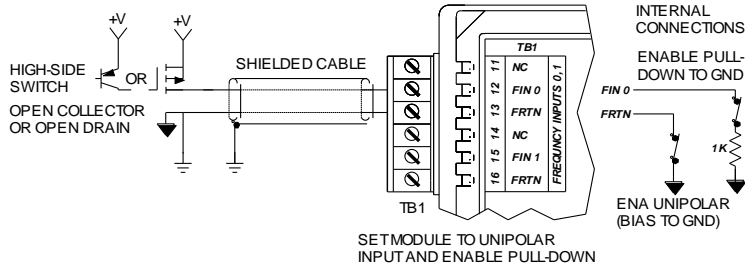 +V
+V
HIGH-SIDE
SWITCH
OR
OPEN COLLECTOR
OR OPEN DRAIN
SHIELDED CABLE
TB1
TB1
11 NC
12 FIN 0
13 FRTN
14 NC
15 FIN 1
16 FRTN
FREQUNCY INPUTS 0,1
INTERNAL
CONNECTIONS
ENABLE PULL-
DOWN TO GND
FIN 0
FRTN
1K
ENA UNIPOLAR
(BIAS TO GND)
SET MODULE TO UNIPOLAR
INPUT AND ENABLE PULL-DOWN